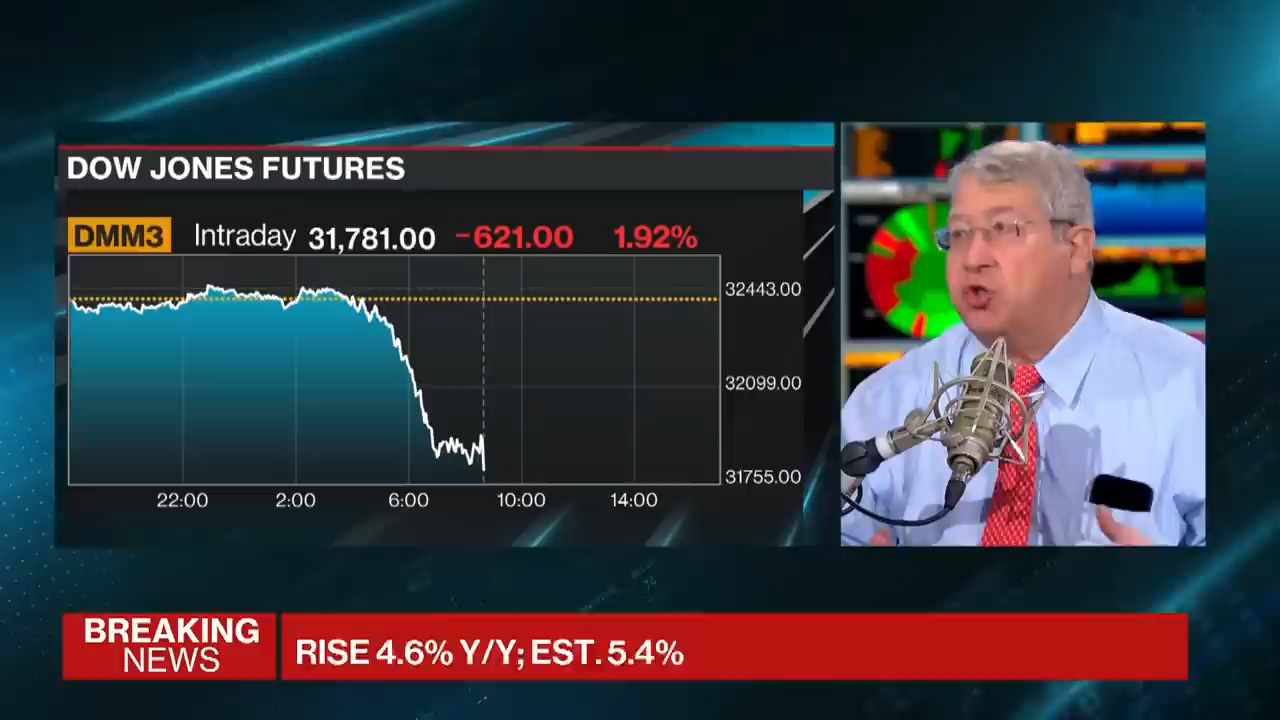 DOW JONES FUTURES
DMM3 Intraday 31,781.00 -621.00 1.92%
32443.00
32099.00
31755.00
22:00 2:00 6:00 10:00 14:00
BREAKING
NEWS
RISE 4.6% Y/Y; EST. 5.4%